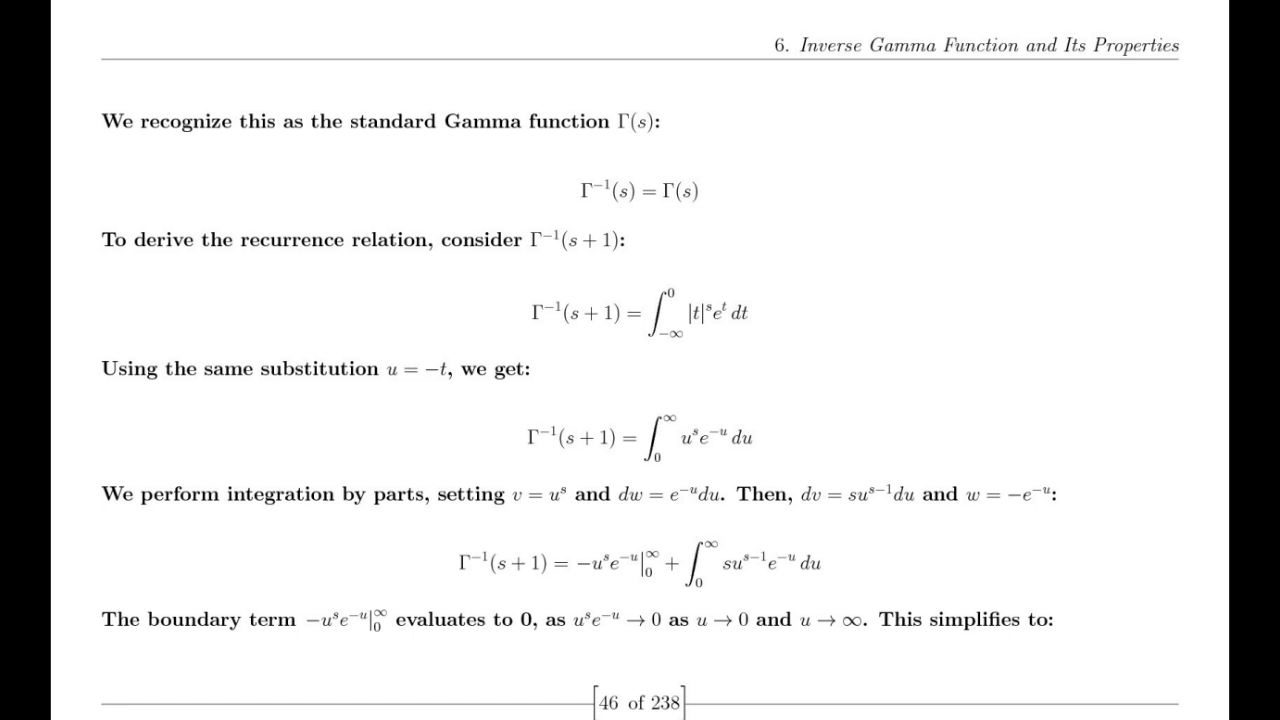 6. Inverse Gamma Function and Its Properties
We recognize this as the standard Gamma function Γ(s):
Γ⁻¹(s) = Γ(s)
To derive the recurrence relation, consider Γ⁻¹(s + 1):
Γ⁻¹(s + 1) = ∫_{−∞}^{0} |t|^s e^t dt
Using the same substitution u = −t, we get:
Γ⁻¹(s + 1) = ∫_{0}^{∞} u^s e^{−u} du
We perform integration by parts, setting v = u^s and dw = e^{−u}du. Then, dv = su^{s−1}du and w = −e^{−u}:
Γ⁻¹(s + 1) = −u^s e^{−u}|_{0}^{∞} + ∫_{0}^{∞} su^{s−1}e^{−u} du
The boundary term −u^s e^{−u}|_{0}^{∞} evaluates to 0, as u^s e^{−u} → 0 as u → 0 and u → ∞. This simplifies to:
[46 of 238]